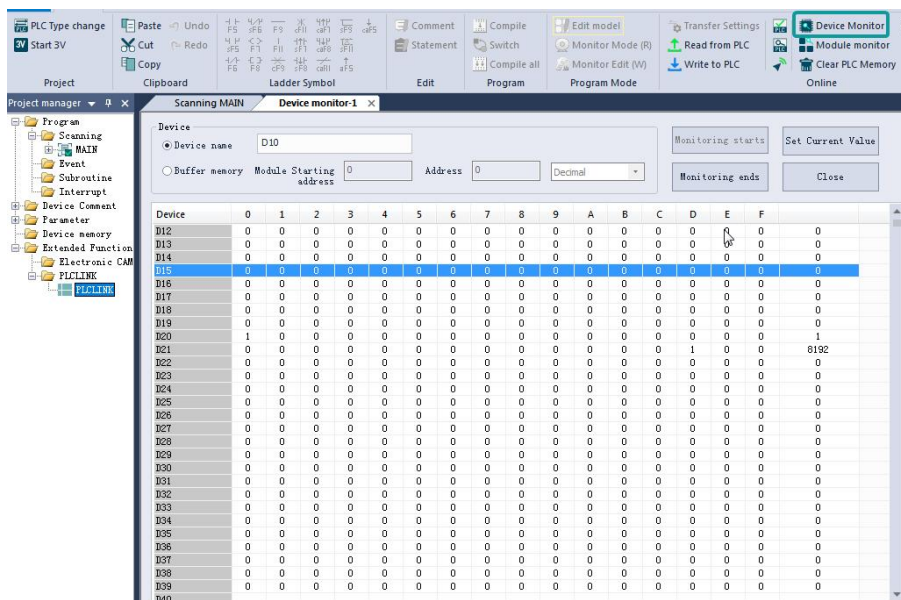 PLC Type change Paste Undo Comment Compile Edit model Transfer Settings Device Monitor
3V Start 3V Cut Redo Statement Switch Monitor Mode (R) Read from PLC Module monitor
Copy Compile all Monitor Edit (W) Write to PLC Clear PLC Memory
Project Clipboard Ladder Symbol Edit Program Program Mode Online
Project manager
Scanning MAIN Device monitor-1
Program
Scanning
MAIN
Event
Subroutine
Interrupt
Device Comment
Parameter
Device memory
Extended Function
Electronic CAM
PLCLINK
PLCLINK
Device
Device name D10
Buffer memory Module Starting address 0 Address 0 Decimal
Monitoring starts Set Current Value
Monitoring ends Close
Device 0 1 2 3 4 5 6 7 8 9 A B C D E F
D12 0 0 0 0 0 0 0 0 0 0 0 0 0 0 0 0 0
D13 0 0 0 0 0 0 0 0 0 0 0 0 0 0 0 0 0
D14 0 0 0 0 0 0 0 0 0 0 0 0 0 0 0 0 0
D15 0 0 0 0 0 0 0 0 0 0 0 0 0 0 0 0 0
D16 0 0 0 0 0 0 0 0 0 0 0 0 0 0 0 0 0
D17 0 0 0 0 0 0 0 0 0 0 0 0 0 0 0 0 0
D18 0 0 0 0 0 0 0 0 0 0 0 0 0 0 0 0 0
D19 0 0 0 0 0 0 0 0 0 0 0 0 0 0 0 0 0
D20 1 0 0 0 0 0 0 0 0 0 0 0 0 0 0 0 1
D21 0 0 0 0 0 0 0 0 0 0 0 0 0 1 0 0 8192
D22 0 0 0 0 0 0 0 0 0 0 0 0 0 0 0 0 0
D23 0 0 0 0 0 0 0 0 0 0 0 0 0 0 0 0 0
D24 0 0 0 0 0 0 0 0 0 0 0 0 0 0 0 0 0
D25 0 0 0 0 0 0 0 0 0 0 0 0 0 0 0 0 0
D26 0 0 0 0 0 0 0 0 0 0 0 0 0 0 0 0 0
D27 0 0 0 0 0 0 0 0 0 0 0 0 0 0 0 0 0
D28 0 0 0 0 0 0 0 0 0 0 0 0 0 0 0 0 0
D29 0 0 0 0 0 0 0 0 0 0 0 0 0 0 0 0 0
D30 0 0 0 0 0 0 0 0 0 0 0 0 0 0 0 0 0
D31 0 0 0 0 0 0 0 0 0 0 0 0 0 0 0 0 0
D32 0 0 0 0 0 0 0 0 0 0 0 0 0 0 0 0 0
D33 0 0 0 0 0 0 0 0 0 0 0 0 0 0 0 0 0
D34 0 0 0 0 0 0 0 0 0 0 0 0 0 0 0 0 0
D35 0 0 0 0 0 0 0 0 0 0 0 0 0 0 0 0 0
D36 0 0 0 0 0 0 0 0 0 0 0 0 0 0 0 0 0
D37 0 0 0 0 0 0 0 0 0 0 0 0 0 0 0 0 0
D38 0 0 0 0 0 0 0 0 0 0 0 0 0 0 0 0 0
D39 0 0 0 0 0 0 0 0 0 0 0 0 0 0 0 0 0